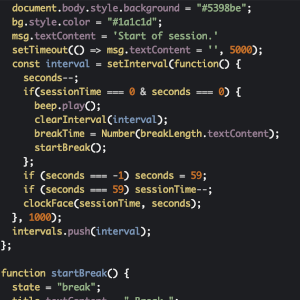 document.body.style.background = "#5398be";
bg.style.color = "#1a1c1d";
msg.textContent = 'Start of session.'
setTimeout(() => msg.textContent = '', 5000);
const interval = setInterval(function() {
seconds--;
if(sessionTime === 0 & seconds === 0) {
beep.play();
clearInterval(interval);
breakTime = Number(breakLength.textContent);
startBreak();
};
if (seconds === -1) seconds = 59;
if (seconds === 59) sessionTime--;
clockFace(sessionTime, seconds);
}, 1000);
intervals.push(interval);
};
function startBreak() {
state = "break";
title.textContent = " Break ";